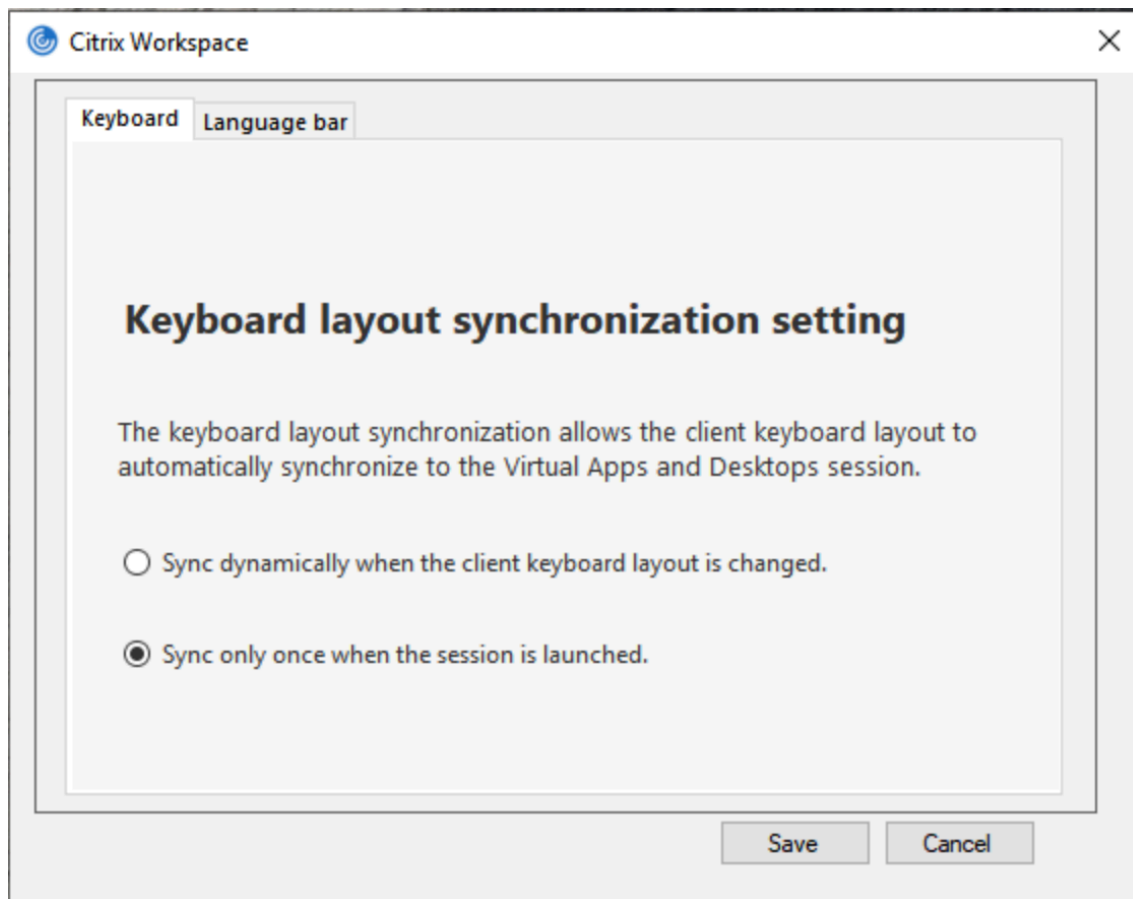 Citrix Workspace
Keyboard
Language bar
Keyboard layout synchronization setting
The keyboard layout synchronization allows the client keyboard layout to
automatically synchronize to the Virtual Apps and Desktops session.
Sync dynamically when the client keyboard layout is changed.
Sync only once when the session is launched.
Save
Cancel